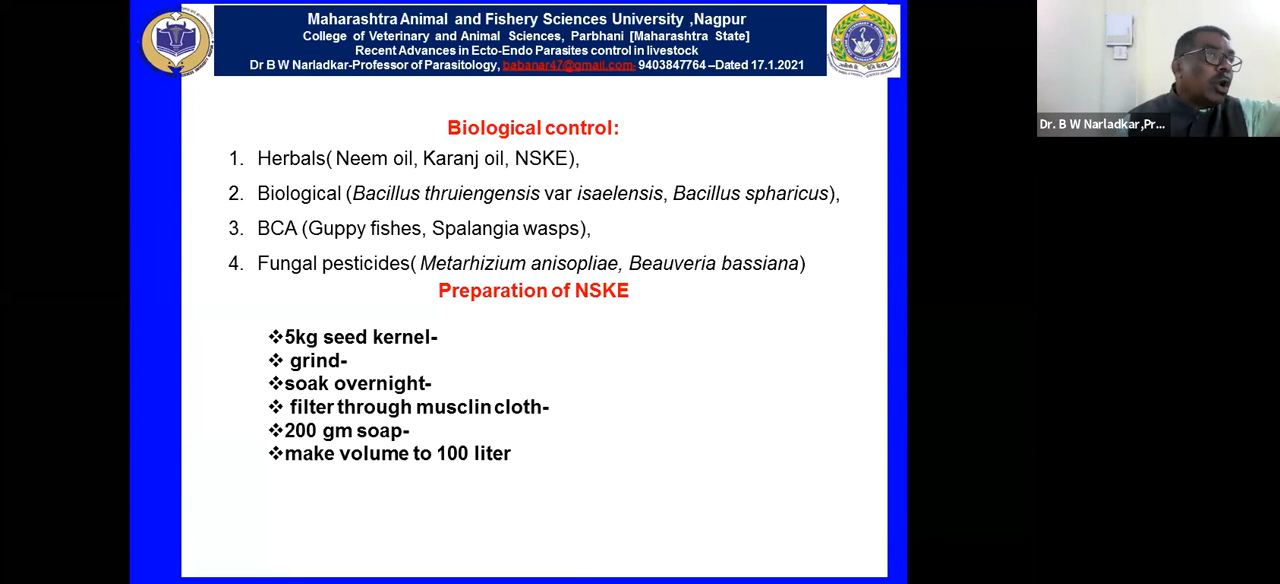 Maharashtra Animal and Fishery Sciences University ,Nagpur
College of Veterinary and Animal Sciences, Parbhani [Maharashtra State]
Recent Advances in Ecto-Endo Parasites control in livestock
Dr B W Narladkar-Professor of Parasitology, babanar47@gmail.com- 9403847764 –Dated 17.1.2021
Dr. B W Narladkar,Pr...
Biological control:
1. Herbals( Neem oil, Karanj oil, NSKE),
2. Biological (Bacillus thruiengensis var isaelensis, Bacillus spharicus),
3. BCA (Guppy fishes, Spalangia wasps),
4. Fungal pesticides( Metarhizium anisopliae, Beauveria bassiana)
Preparation of NSKE
❖5kg seed kernel-
❖ grind-
❖soak overnight-
❖ filter through musclin cloth-
❖200 gm soap-
❖make volume to 100 liter